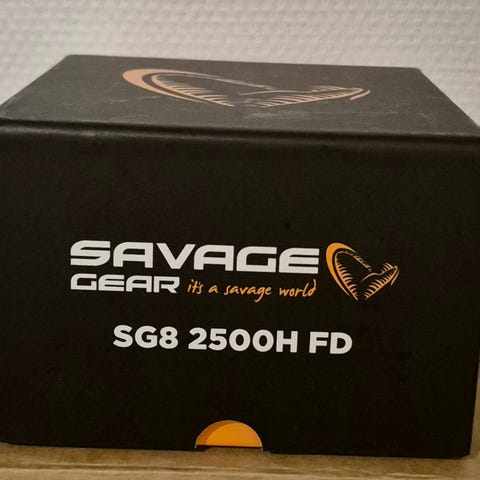 SAVAGE
GEAR it's a savage world
SG8 2500H FD